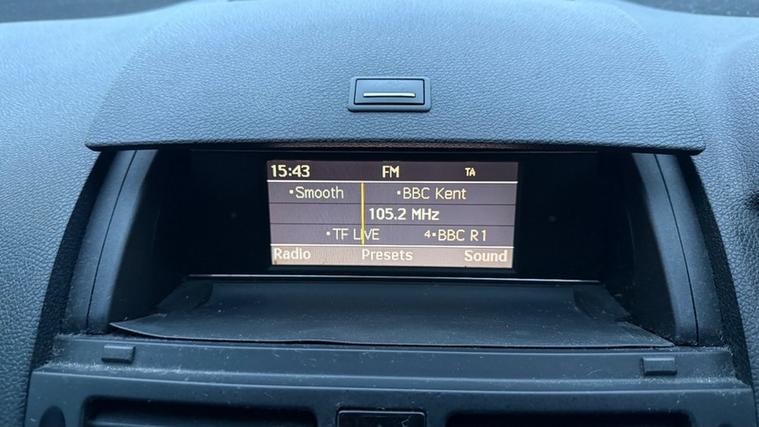 15:43 FM TA
•Smooth •BBC Kent
105.2 MHz
•TF LIVE 4•BBC R1
Radio Presets Sound